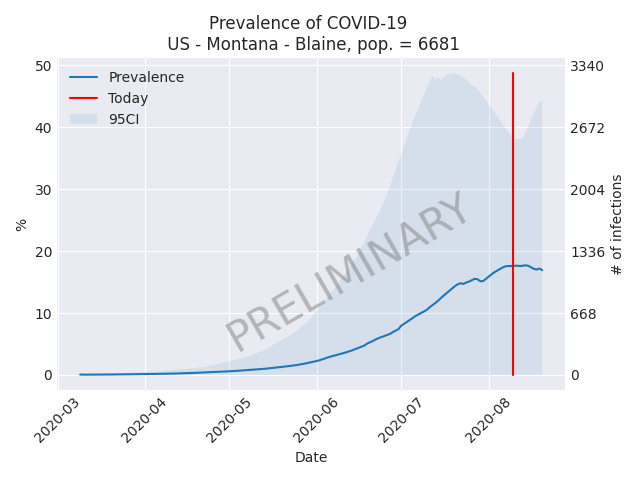 Prevalence of COVID-19
US - Montana - Blaine, pop. = 6681
Prevalence
Today
95CI
50
40
30
20
10
0
%
3340
2672
2004
1336
668
0
# of infections
PRELIMINARY
2020-03
2020-04
2020-05
2020-06
2020-07
2020-08
Date